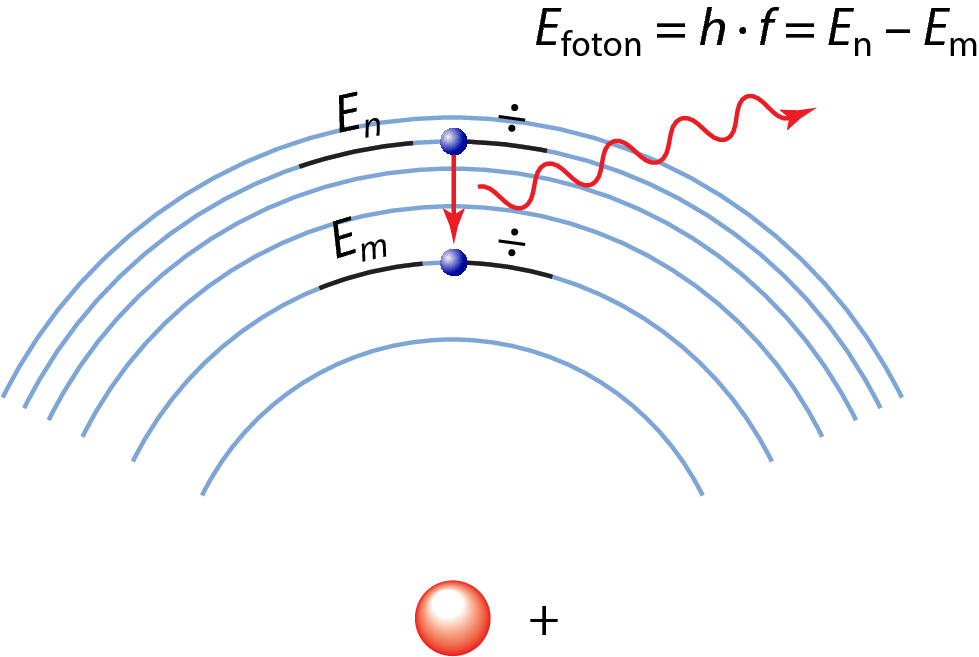 E_foton = h · f = E_n − E_m
E_n ÷
E_m ÷
+